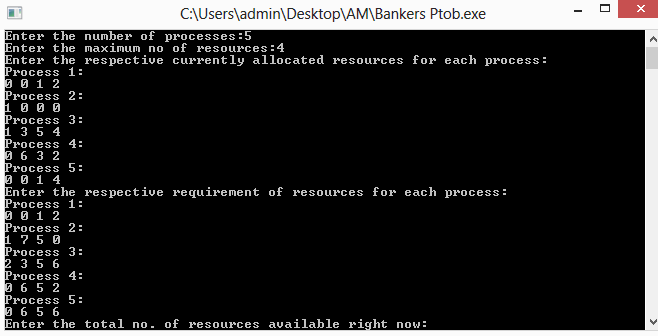 C:\Users\admin\Desktop\AM\Bankers Ptob.exe
Enter the number of processes:5
Enter the maximum no of resources:4
Enter the respective currently allocated resources for each process:
Process 1:
0 0 1 2
Process 2:
1 0 0 0
Process 3:
1 3 5 4
Process 4:
0 6 3 2
Process 5:
0 0 1 4
Enter the respective requirement of resources for each process:
Process 1:
0 0 1 2
Process 2:
1 7 5 0
Process 3:
2 3 5 6
Process 4:
0 6 5 2
Process 5:
0 6 5 6
Enter the total no. of resources available right now: